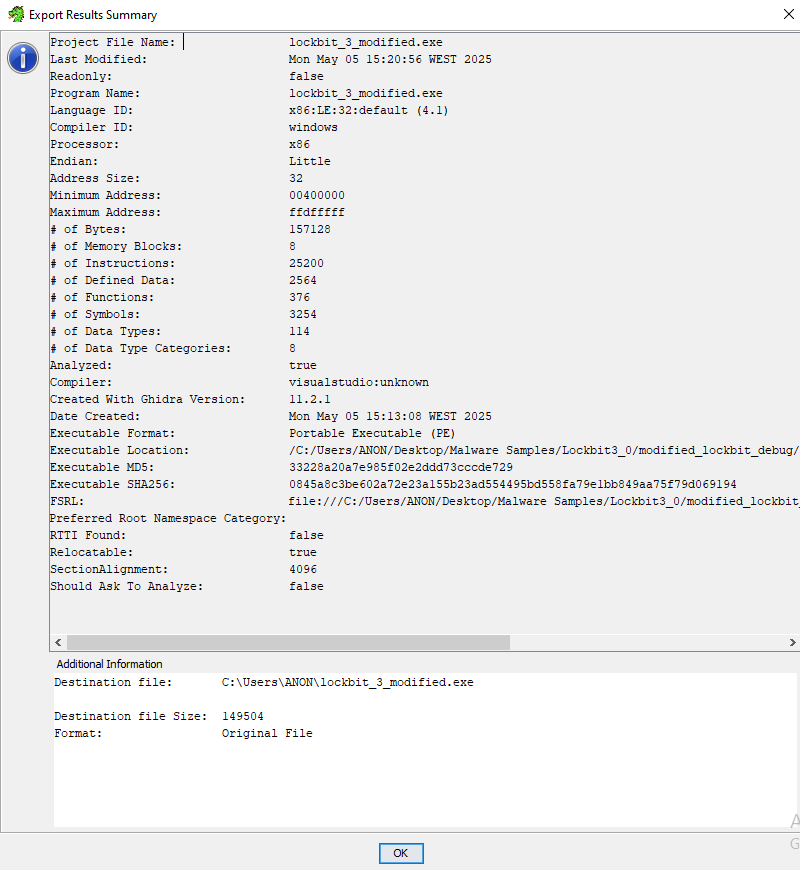 Export Results Summary
Project File Name: lockbit_3_modified.exe
Last Modified: Mon May 05 15:20:56 WEST 2025
Readonly: false
Program Name: lockbit_3_modified.exe
Language ID: x86:LE:32:default (4.1)
Compiler ID: windows
Processor: x86
Endian: Little
Address Size: 32
Minimum Address: 00400000
Maximum Address: ffdfffff
# of Bytes: 157128
# of Memory Blocks: 8
# of Instructions: 25200
# of Defined Data: 2564
# of Functions: 376
# of Symbols: 3254
# of Data Types: 114
# of Data Type Categories: 8
Analyzed: true
Compiler: visualstudio:unknown
Created With Ghidra Version: 11.2.1
Date Created: Mon May 05 15:13:08 WEST 2025
Executable Format: Portable Executable (PE)
Executable Location: /C:/Users/ANON/Desktop/Malware Samples/Lockbit3_0/modified_lockbit_debug/
Executable MD5: 33228a20a7e985f02e2ddd73cccde729
Executable SHA256: 0845a8c3be602a72e23a155b23ad554495bd558fa79e1bb849aa75f79d069194
FSRL: file:///C:/Users/ANON/Desktop/Malware Samples/Lockbit3_0/modified_lockbit_
Preferred Root Namespace Category:
RTTI Found: false
Relocatable: true
SectionAlignment: 4096
Should Ask To Analyze: false
Additional Information
Destination file: C:\Users\ANON\lockbit_3_modified.exe
Destination file Size: 149504
Format: Original File
OK